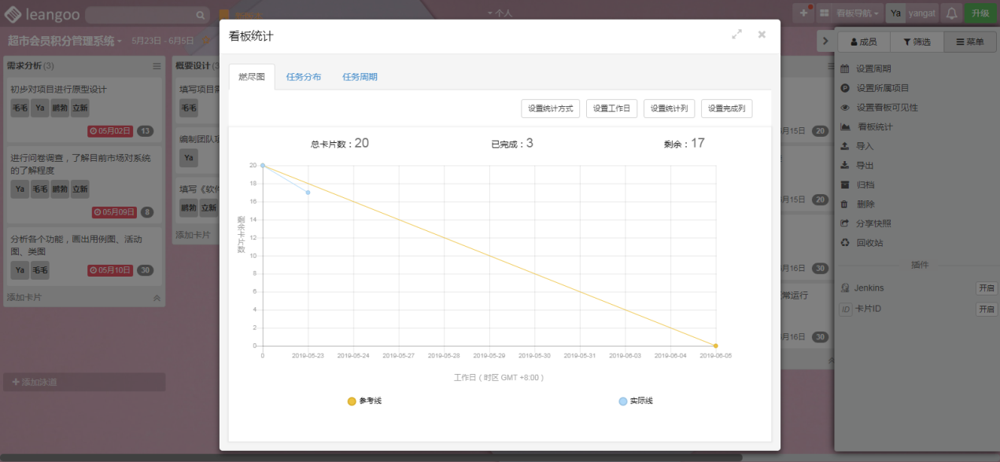 leangoo
个人
看板导航
Ya
yangat
升级
超市会员积分管理系统
5月23日 - 6月5日
看板统计
成员
筛选
菜单
需求分析 (3)
初步对项目进行原型设计
毛毛
Ya
鹏勃
立新
05月02日
13
进行问卷调查，了解目前市场对系统
的了解程度
Ya
毛毛
鹏勃
立新
05月09日
8
分析各个功能，画出用例图、活动
图、类图
Ya
毛毛
05月10日
30
添加卡片
添加泳道
概要设计 (3
填写项目需
毛毛
编制团队项
Ya
填写《软件
鹏勃
立新
添加卡片
燃尽图
任务分布
任务周期
设置统计方式
设置工作日
设置统计列
设置完成列
总卡片数：20
已完成：3
剩余：17
剩余卡片数
20
18
16
14
12
10
8
6
4
2
0
0
2019-05-23
2019-05-24
2019-05-27
2019-05-28
2019-05-29
2019-05-30
2019-05-31
2019-06-03
2019-06-04
2019-06-05
工作日 ( 时区 GMT +8:00 )
参考线
实际线
月15日
20
月15日
20
月16日
30
常运行
月16日
30
设置周期
设置所属项目
设置看板可见性
看板统计
导入
导出
归档
删除
分享快照
回收站
插件
Jenkins
开启
ID
卡片ID
开启